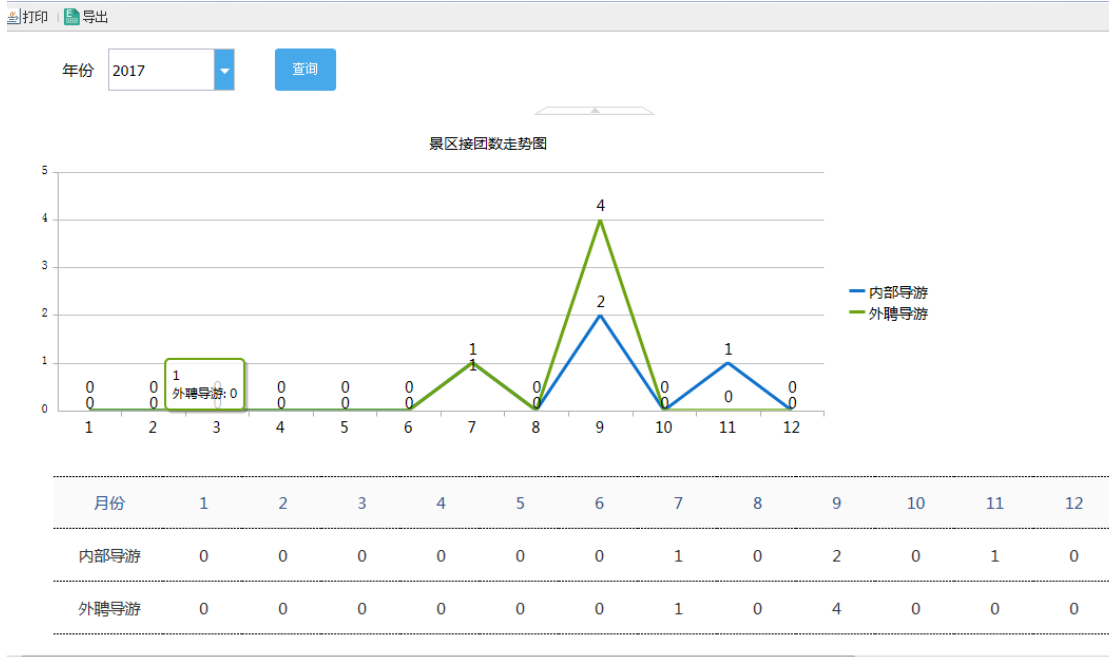 打印 导出
年份 2017 查询
景区接团数走势图
5
4
3
2
1
0
4
2
1 1
1
0 0 0 0 0 0 0 0 0
0 0 0 0 0 0 0 0 0 0
1
外聘导游: 0
1 2 3 4 5 6 7 8 9 10 11 12
内部导游
外聘导游
月份 1 2 3 4 5 6 7 8 9 10 11 12
内部导游 0 0 0 0 0 0 1 0 2 0 1 0
外聘导游 0 0 0 0 0 0 1 0 4 0 0 0